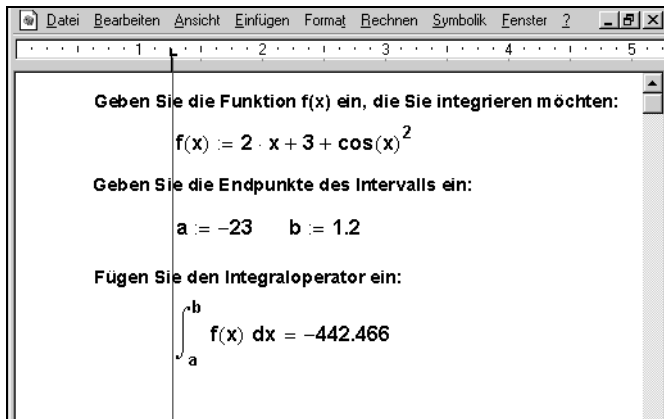 Datei Bearbeiten Ansicht Einfügen Format Rechnen Symbolik Fenster ?
1 2 3 4 5
Geben Sie die Funktion f(x) ein, die Sie integrieren möchten:
f(x) := 2 · x + 3 + cos(x)²
Geben Sie die Endpunkte des Intervalls ein:
a := −23 b := 1.2
Fügen Sie den Integraloperator ein:
b
∫ f(x) dx = −442.466
a